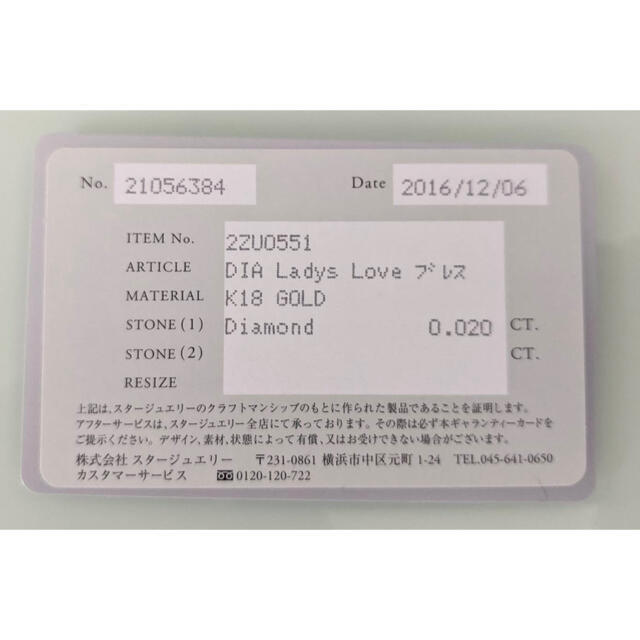 No. 21056384 Date 2016/12/06
ITEM No. 2ZU0551
ARTICLE DIA Ladys Love ブレス
MATERIAL K18 GOLD
STONE (1) Diamond 0.020 CT.
STONE (2) CT.
RESIZE
上記は、スタージュエリーのクラフトマンシップのもとに作られた製品であることを証明します。
アフターサービスは、スタージュエリー全店にて承っております。その際は必ず本ギャランティーカードを
ご提示ください。デザイン、素材、状態によって有償、又はお受けできない場合がございます。
株式会社 スタージュエリー 〒231-0861 横浜市中区元町 1-24 TEL.045-641-0650
カスタマーサービス 0120-120-722